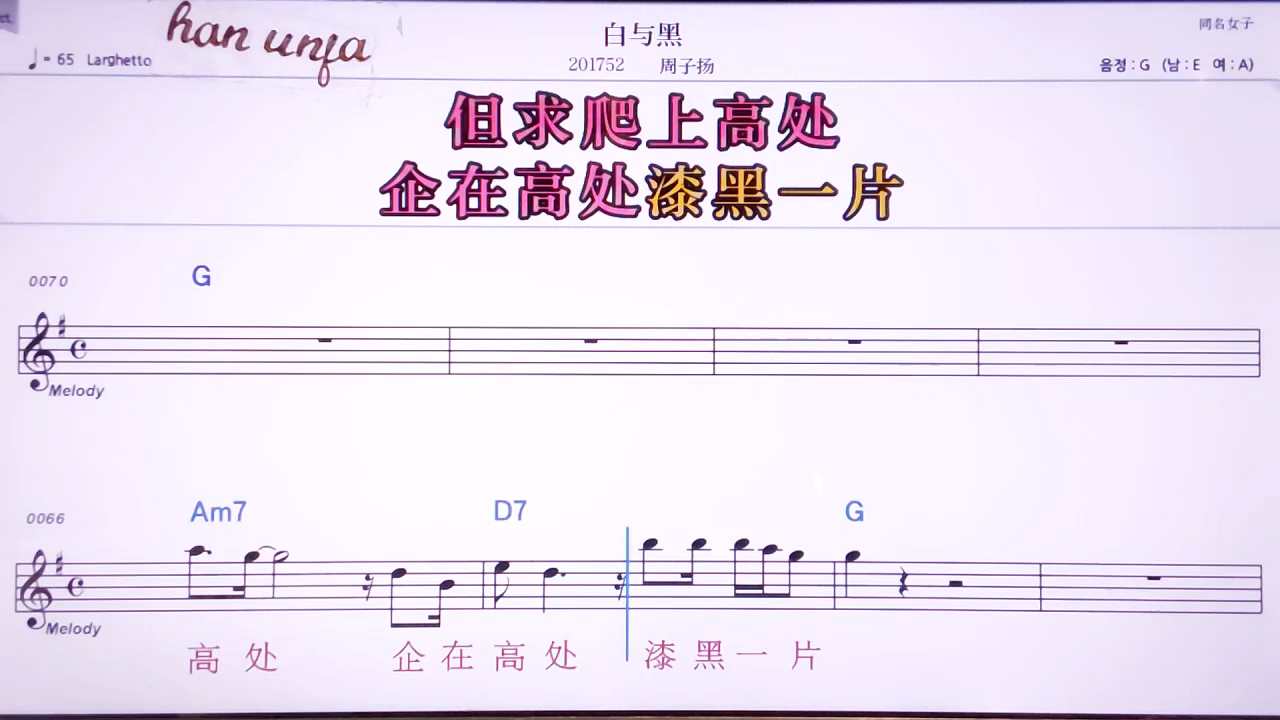 han unja
白与黑
同名女子
♩= 65 Larghetto
201752 周子扬
음정 : G (남 : E 여 : A)
但求爬上高处
企在高处漆黑一片
0070
G
Melody
0066
Am7 D7 G
Melody
高 处 企 在 高 处 漆 黑 一 片